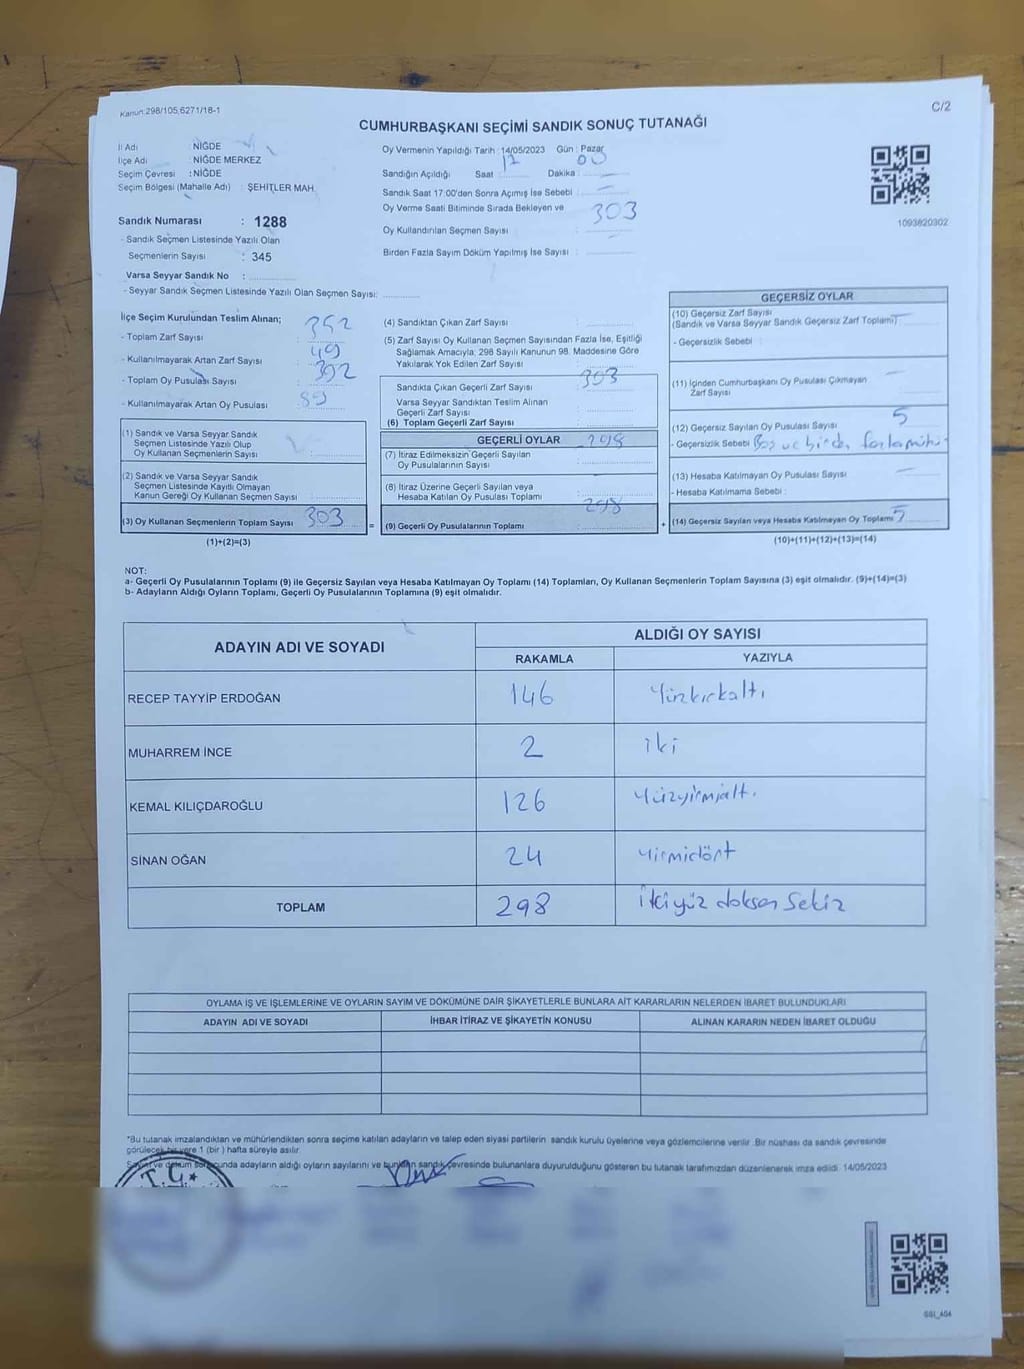 Kanun:298/105,6271/18-1
C/2
CUMHURBAŞKANI SEÇİMİ SANDIK SONUÇ TUTANAĞI
İl Adı : NİĞDE
İlçe Adı : NİĞDE MERKEZ
Seçim Çevresi : NİĞDE
Seçim Bölgesi (Mahalle Adı) : ŞEHİTLER MAH.
Sandık Numarası : 1288
- Sandık Seçmen Listesinde Yazılı Olan
Seçmenlerin Sayısı : 345
Varsa Seyyar Sandık No :
- Seyyar Sandık Seçmen Listesinde Yazılı Olan Seçmen Sayısı:
Oy Vermenin Yapıldığı Tarih : 14/05/2023 Gün : Pazar
Sandığın Açıldığı Saat : 17 Dakika : 00
Sandık Saat 17:00'den Sonra Açımış İse Sebebi :
Oy Verme Saati Bitiminde Sırada Bekleyen ve
Oy Kullandırılan Seçmen Sayısı : 303
Birden Fazla Sayım Döküm Yapılmış İse Sayısı :
1093820302
İlçe Seçim Kurulundan Teslim Alınan;
- Toplam Zarf Sayısı : 352
- Kullanılmayarak Artan Zarf Sayısı : 49
- Toplam Oy Pusulası Sayısı : 392
- Kullanılmayarak Artan Oy Pusulası : 89
(1) Sandık ve Varsa Seyyar Sandık
Seçmen Listesinde Yazılı Olup
Oy Kullanan Seçmenlerin Sayısı :
(2) Sandık ve Varsa Seyyar Sandık
Seçmen Listesinde Kayıtlı Olmayan
Kanun Gereği Oy Kullanan Seçmen Sayısı :
(3) Oy Kullanan Seçmenlerin Toplam Sayısı : 303 =
(1)+(2)=(3)
(4) Sandıktan Çıkan Zarf Sayısı :
(5) Zarf Sayısı Oy Kullanan Seçmen Sayısından Fazla İse, Eşitliği
Sağlamak Amacıyla; 298 Sayılı Kanunun 98. Maddesine Göre
Yakılarak Yok Edilen Zarf Sayısı :
Sandıkta Çıkan Geçerli Zarf Sayısı : 303
Varsa Seyyar Sandıktan Teslim Alınan
Geçerli Zarf Sayısı :
(6) Toplam Geçerli Zarf Sayısı :
GEÇERLİ OYLAR 298
(7) İtiraz Edilmeksizin Geçerli Sayılan
Oy Pusulalarının Sayısı :
(8) İtiraz Üzerine Geçerli Sayılan veya
Hesaba Katılan Oy Pusulası Toplamı :
(9) Geçerli Oy Pusulalarının Toplamı : 298 +
GEÇERSİZ OYLAR
(10) Geçersiz Zarf Sayısı
(Sandık ve Varsa Seyyar Sandık Geçersiz Zarf Toplamı)
- Geçersizlik Sebebi :
(11) İçinden Cumhurbaşkanı Oy Pusulası Çıkmayan
Zarf Sayısı
(12) Geçersiz Sayılan Oy Pusulası Sayısı : 5
- Geçersizlik Sebebi : Boş ve birden fazla mühür
(13) Hesaba Katılmayan Oy Pusulası Sayısı
- Hesaba Katılmama Sebebi :
(14) Geçersiz Sayılan veya Hesaba Katılmayan Oy Toplamı : 5
(10)+(11)+(12)+(13)=(14)
NOT:
a- Geçerli Oy Pusulalarının Toplamı (9) ile Geçersiz Sayılan veya Hesaba Katılmayan Oy Toplamı (14) Toplamları, Oy Kullanan Seçmenlerin Toplam Sayısına (3) eşit olmalıdır. (9)+(14)=(3)
b- Adayların Aldığı Oyların Toplamı, Geçerli Oy Pusulalarının Toplamına (9) eşit olmalıdır.
ADAYIN ADI VE SOYADI ALDIĞI OY SAYISI
RAKAMLA YAZIYLA
RECEP TAYYİP ERDOĞAN 146 Yüzkırkaltı
MUHARREM İNCE 2 iki
KEMAL KILIÇDAROĞLU 126 Yüzyirmialtı
SİNAN OĞAN 24 Yirmidört
TOPLAM 298 İkiyüz doksan sekiz
OYLAMA İŞ VE İŞLEMLERİNE VE OYLARIN SAYIM VE DÖKÜMÜNE DAİR ŞİKAYETLERLE BUNLARA AİT KARARLARIN NELERDEN İBARET BULUNDUKLARI
ADAYIN ADI VE SOYADI İHBAR İTİRAZ VE ŞİKAYETİN KONUSU ALINAN KARARIN NEDEN İBARET OLDUĞU
*Bu tutanak imzalandıktan ve mühürlendikten sonra seçime katılan adayların ve talep eden siyasi partilerin sandık kurulu üyelerine veya gözlemcilerine verilir. Bir nüshası da sandık çevresinde
görülecek bir yere 1 (bir) hafta süreyle asılır.
Sayım ve döküm sonucunda adayların aldığı oyların sayılarını ve bunların sandık çevresinde bulunanlara duyurulduğunu gösteren bu tutanak tarafımızdan düzenlenerek imza edildi. 14/05/2023
T.C.